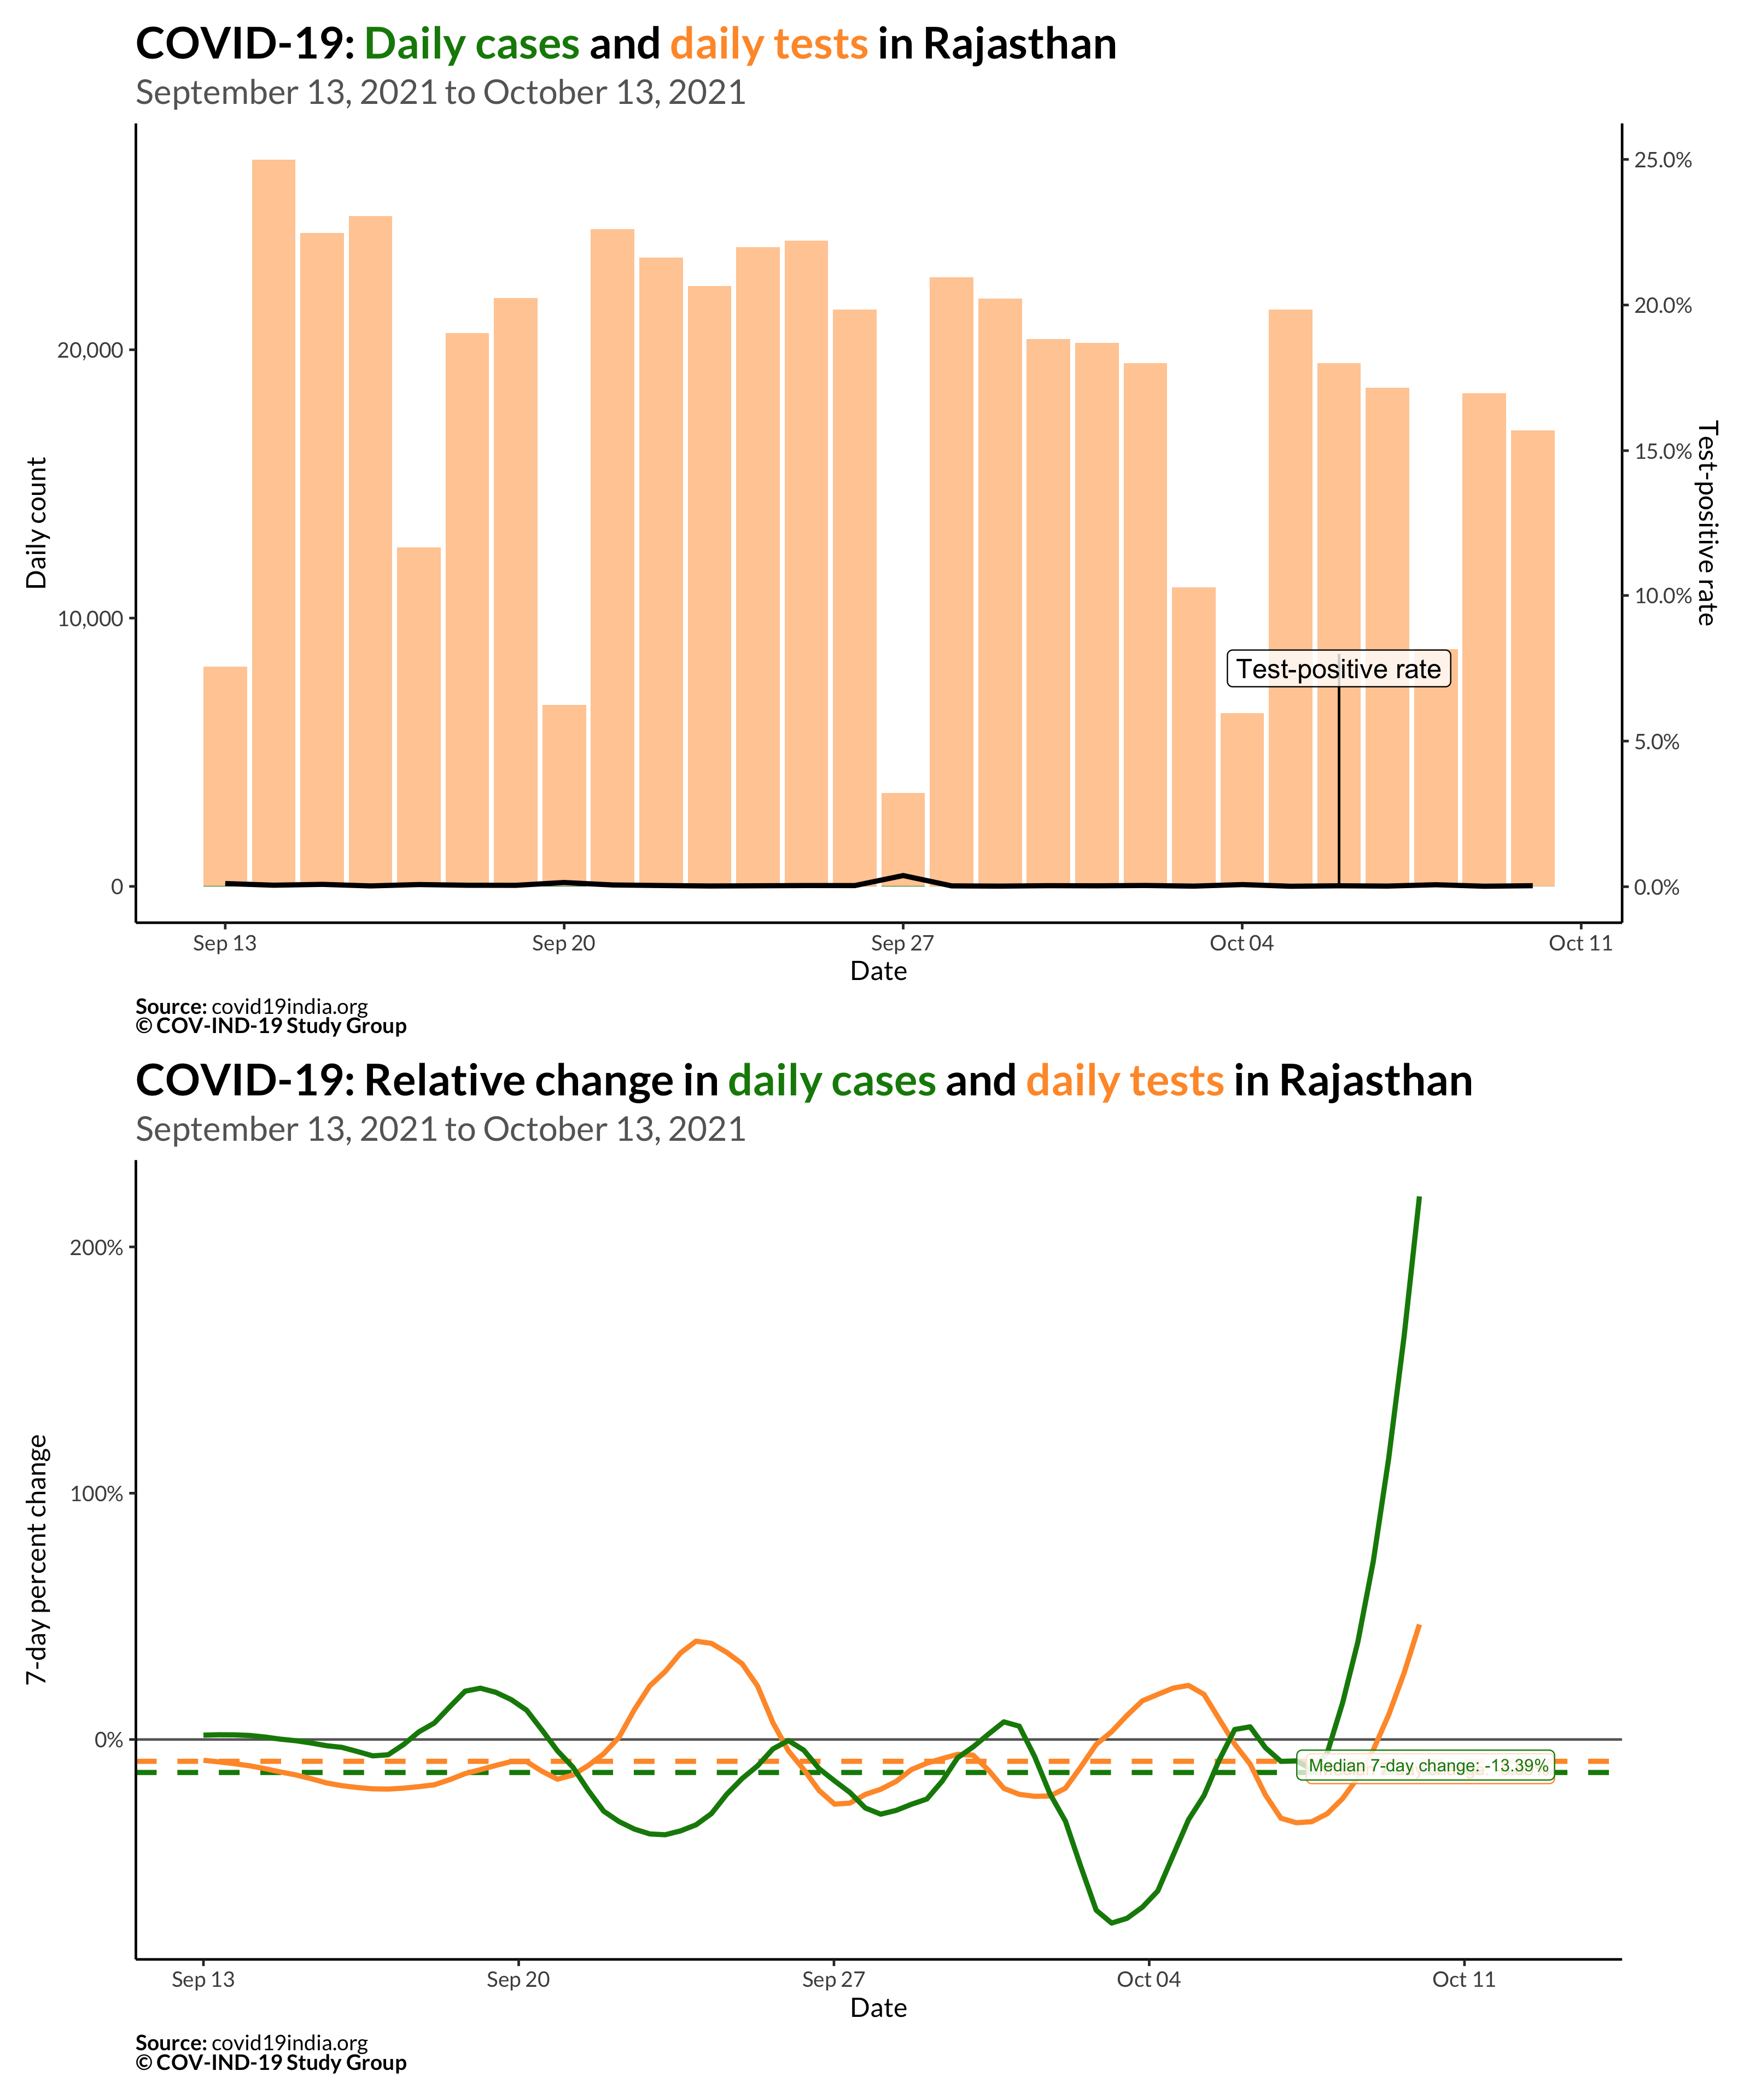 COVID-19: Daily cases and daily tests in Rajasthan
September 13, 2021 to October 13, 2021
25.0%
20.0%
20,000
15.0%
Daily count
Test-positive rate
10.0%
10,000
Test-positive rate
5.0%
0
0.0%
Sep 13
Sep 20
Sep 27
Oct 04
Oct 11
Date
Source: covid19india.org
© COV-IND-19 Study Group
COVID-19: Relative change in daily cases and daily tests in Rajasthan
September 13, 2021 to October 13, 2021
200%
100%
7-day percent change
0%
Median 7-day change: -13.39%
Sep 13
Sep 20
Sep 27
Oct 04
Oct 11
Date
Source: covid19india.org
© COV-IND-19 Study Group